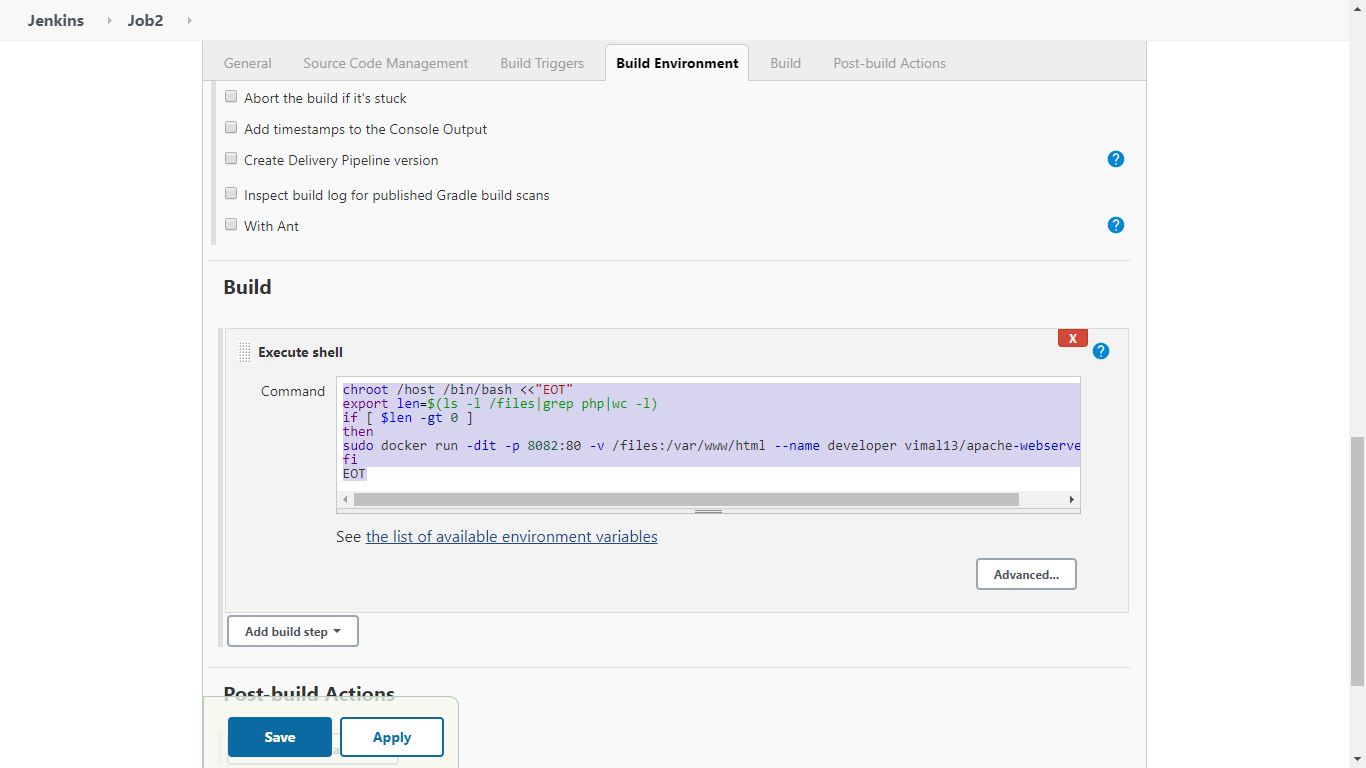 Jenkins Job2
General Source Code Management Build Triggers Build Environment Build Post-build Actions
Abort the build if it's stuck
Add timestamps to the Console Output
Create Delivery Pipeline version
Inspect build log for published Gradle build scans
With Ant
Build
X
Execute shell
Command
chroot /host /bin/bash <<"EOT"
export len=$(ls -l /files|grep php|wc -l)
if [ $len -gt 0 ]
then
sudo docker run -dit -p 8082:80 -v /files:/var/www/html --name developer vimal13/apache-webserve
fi
EOT
See the list of available environment variables
Advanced...
Add build step
Post-build Actions
Save Apply